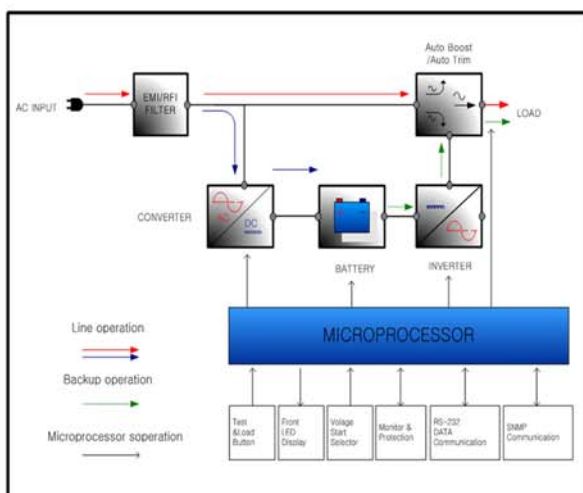 Auto Boost
/Auto Trim
AC INPUT
EMI/RFI
FILTER
LOAD
CONVERTER
DC
BATTERY
INVERTER
MICROPROCESSOR
Line operation
Backup operation
Microprocessor soperation
Test
&Load
Button
Front
LED
Display
Volage
Start
Selector
Monitor &
Protection
RS-232
DATA
Communication
SNMP
Communication